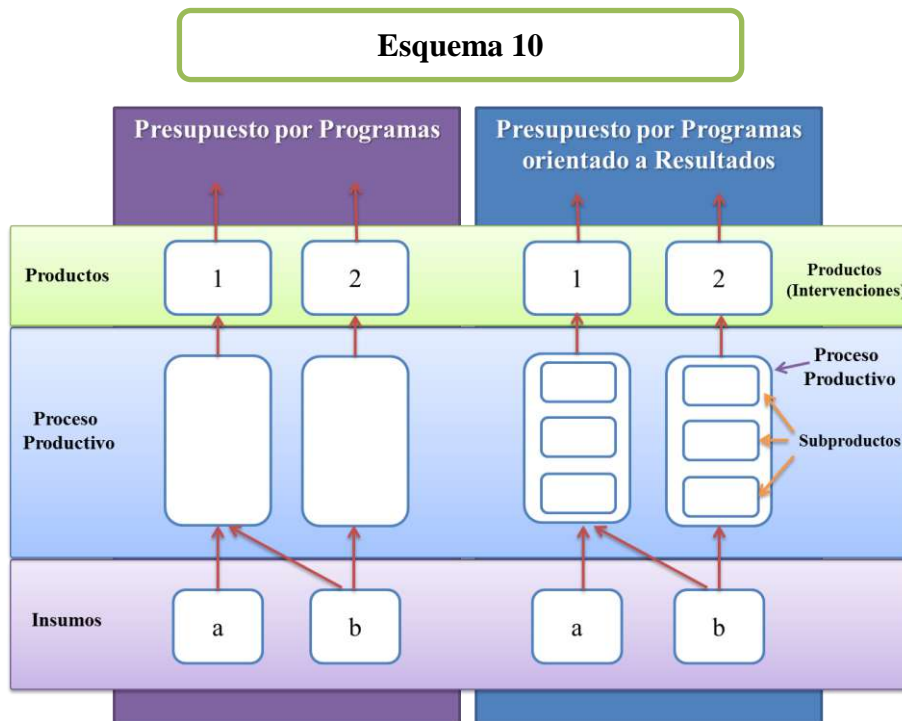 Esquema 10
Presupuesto por Programas
Presupuesto por Programas
orientado a Resultados
Productos
1
2
1
2
Productos
(Intervenciones)
Proceso
Productivo
Proceso
Productivo
Subproductos
Insumos
a
b
a
b